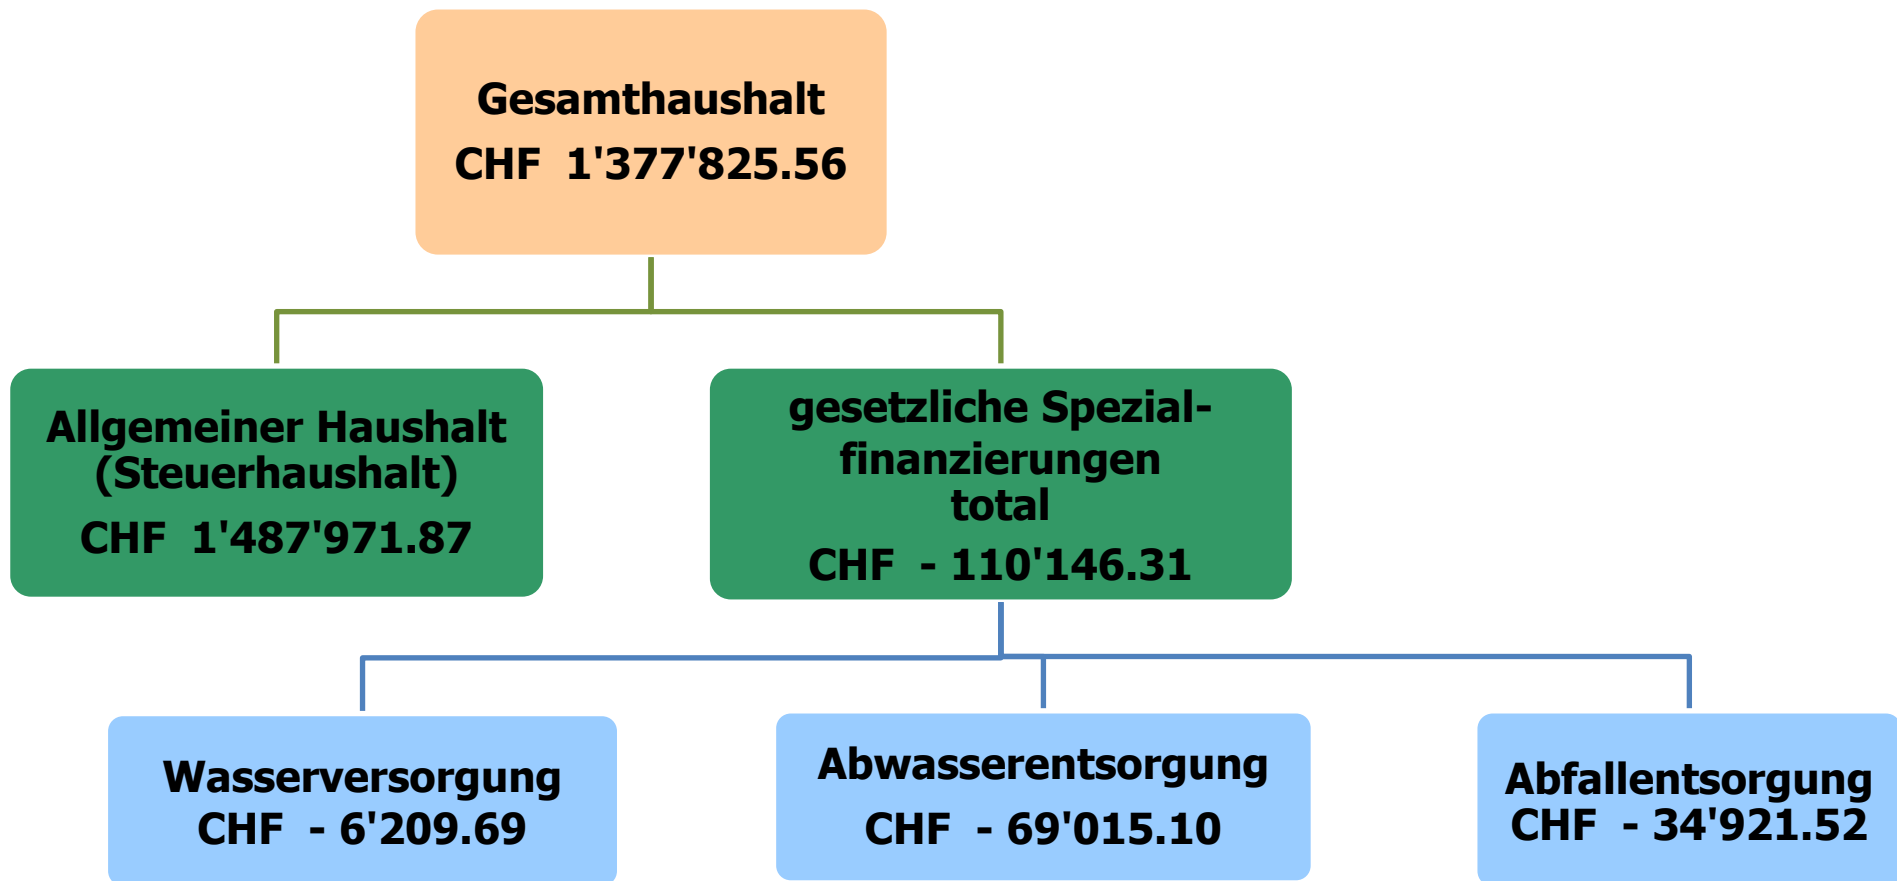 Gesamthaushalt
CHF  1'377'825.56
Allgemeiner Haushalt
(Steuerhaushalt)
CHF  1'487'971.87
gesetzliche Spezial-
finanzierungen
total
CHF  - 110'146.31
Wasserversorgung
CHF  - 6'209.69
Abwasserentsorgung
CHF  - 69'015.10
Abfallentsorgung
CHF  - 34'921.52